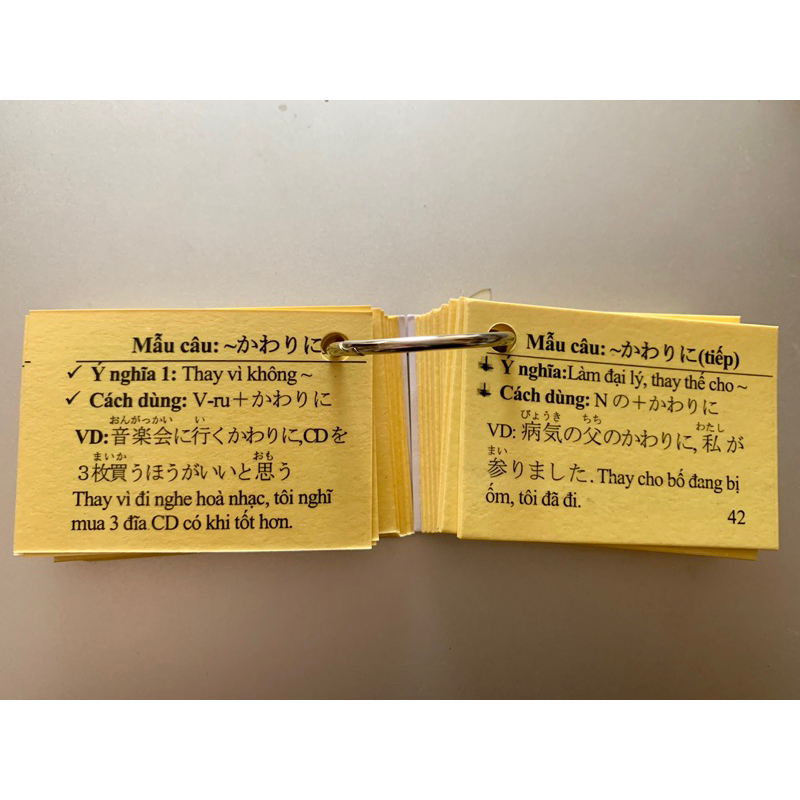 Mẫu câu: ~かわりに
✓ Ý nghĩa 1: Thay vì không ~
✓ Cách dùng: V-ru+かわりに
おんがっかい い
VD: 音楽会に行くかわりに,CDを
まいか おも
3枚買うほうがいいと思う
Thay vì đi nghe hoà nhạc, tôi nghĩ
mua 3 đĩa CD có khi tốt hơn.
Mẫu câu: ~かわりに(tiếp)
Ý nghĩa:Làm đại lý, thay thế cho ~
Cách dùng: N の+かわりに
びょうき ちち わたし
VD: 病気の父のかわりに, 私 が
まい
参りました. Thay cho bố đang bị
ốm, tôi đã đi.
42